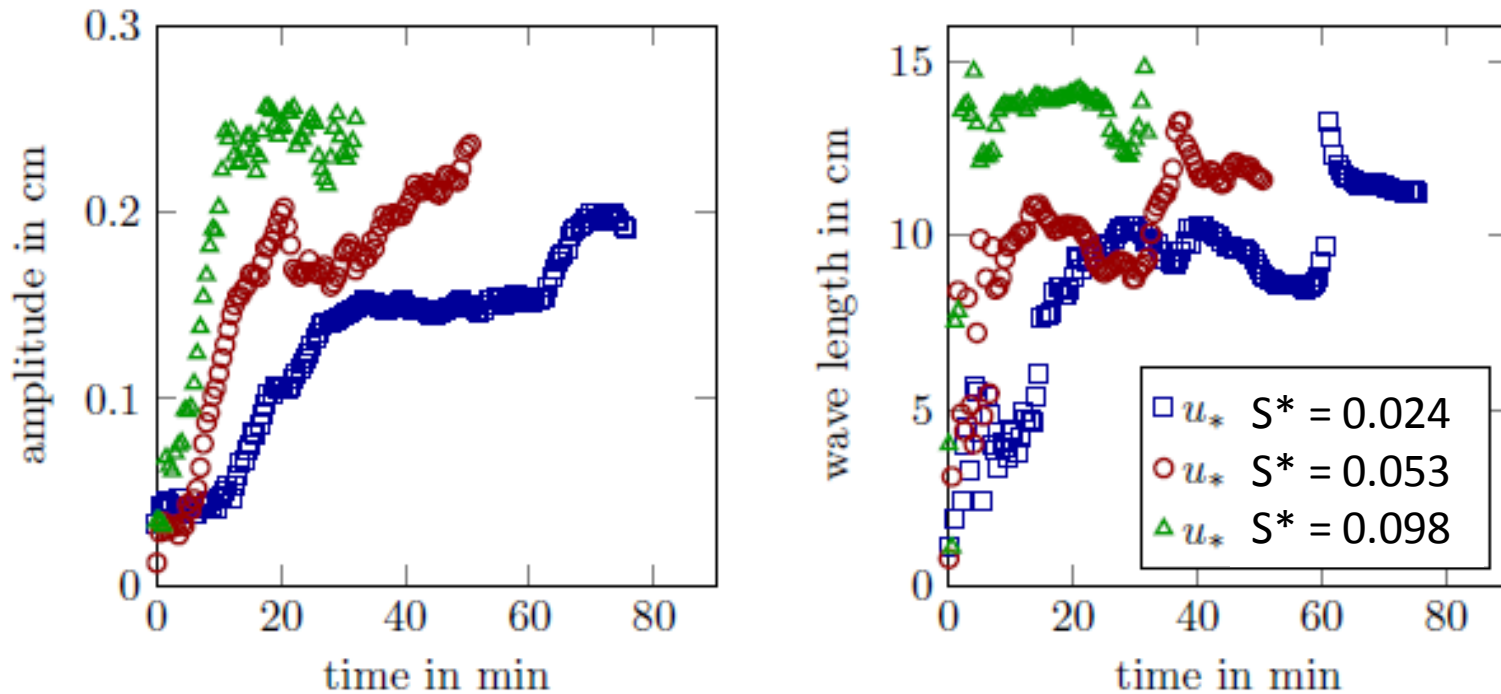 0.3
0.2
0.1
0
0 20 40 60 80
amplitude in cm
time in min
15
10
5
0
0 20 40 60 80
wave length in cm
time in min
u* S* = 0.024
u* S* = 0.053
u* S* = 0.098